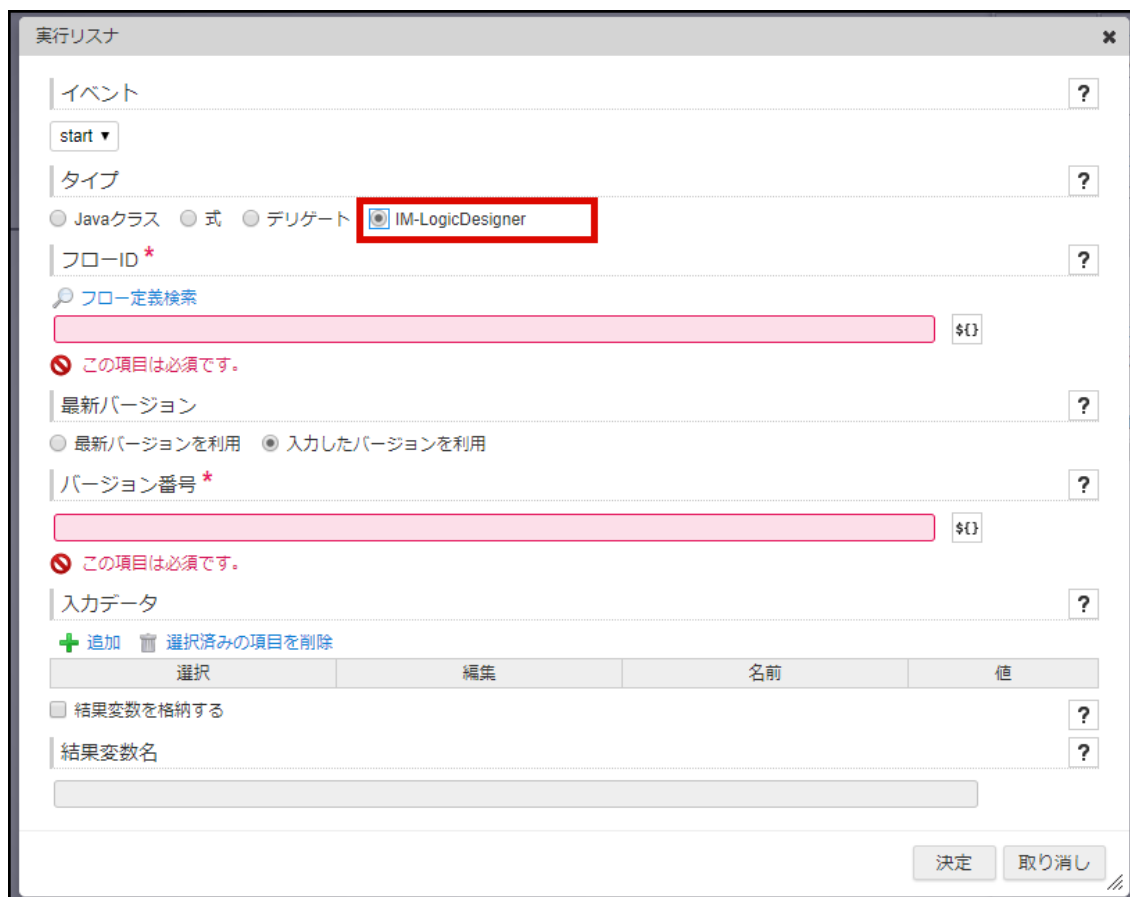 実行リスナ ✖
イベント ?
start ▼
タイプ ?
Javaクラス 式 デリゲート IM-LogicDesigner
フローID * ?
フロー定義検索
\${}
この項目は必須です。
最新バージョン ?
最新バージョンを利用 入力したバージョンを利用
バージョン番号 * ?
\${}
この項目は必須です。
入力データ ?
追加 選択済みの項目を削除
選択 編集 名前 値
結果変数を格納する ?
結果変数名 ?
決定 取り消し